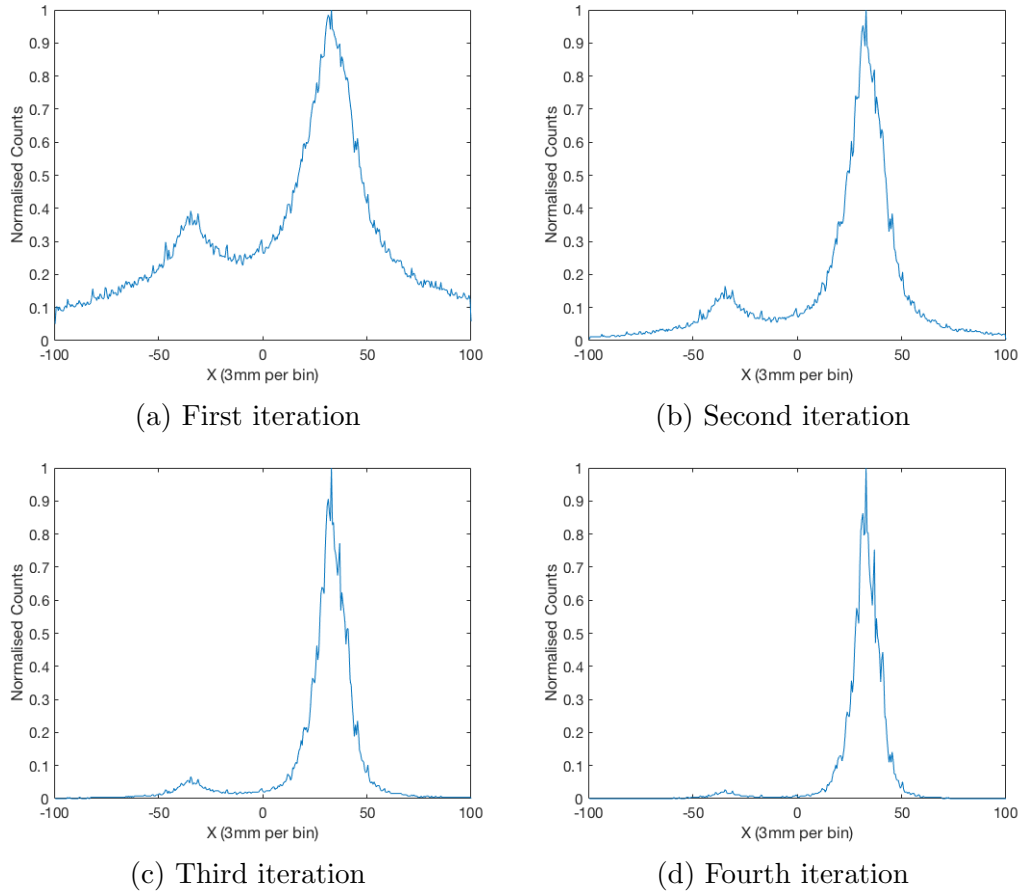 1
0.9
0.8
0.7
0.6
0.5
0.4
0.3
0.2
0.1
0
Normalised Counts
-100 -50 0 50 100
X (3mm per bin)
(a) First iteration
1
0.9
0.8
0.7
0.6
0.5
0.4
0.3
0.2
0.1
0
Normalised Counts
-100 -50 0 50 100
X (3mm per bin)
(b) Second iteration
1
0.9
0.8
0.7
0.6
0.5
0.4
0.3
0.2
0.1
0
Normalised Counts
-100 -50 0 50 100
X (3mm per bin)
(c) Third iteration
1
0.9
0.8
0.7
0.6
0.5
0.4
0.3
0.2
0.1
0
Normalised Counts
-100 -50 0 50 100
X (3mm per bin)
(d) Fourth iteration